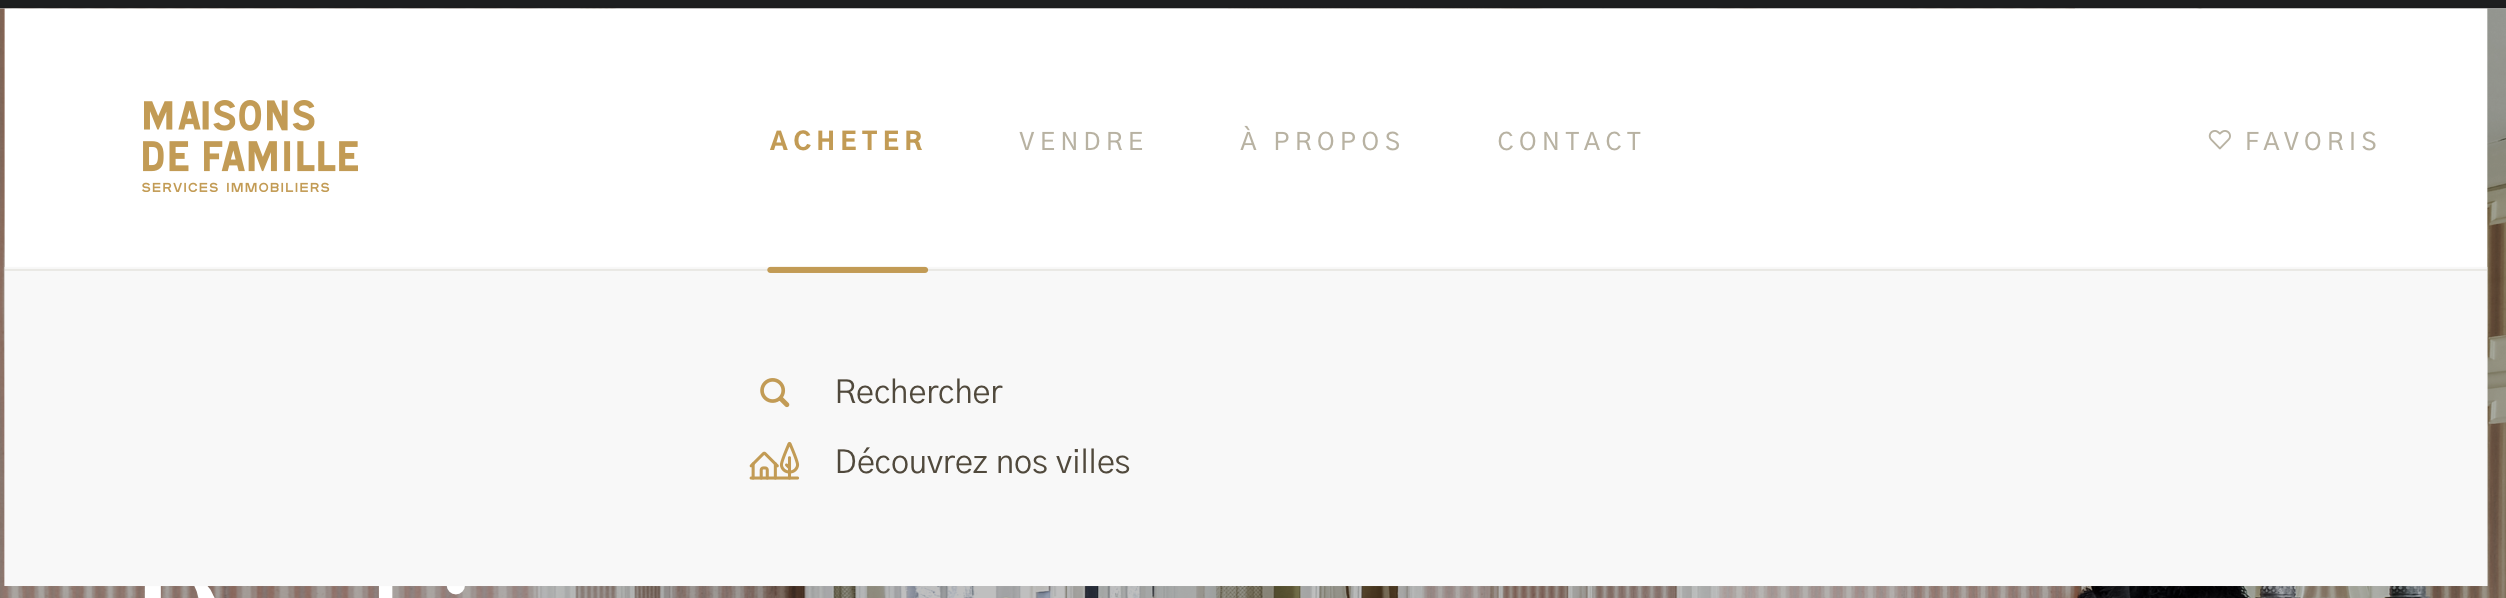 MAISONS
DE FAMILLE
SERVICES IMMOBILIERS
ACHETER
VENDRE
À PROPOS
CONTACT
FAVORIS
Rechercher
Découvrez nos villes